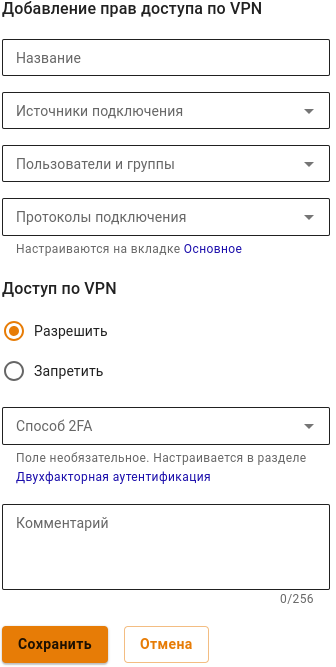 Добавление прав доступа по VPN
Название
Источники подключения
Пользователи и группы
Протоколы подключения
Настраиваются на вкладке Основное
Доступ по VPN
Разрешить
Запретить
Способ 2FA
Поле необязательное. Настраивается в разделе
Двухфакторная аутентификация
Комментарий
0/256
Сохранить Отмена